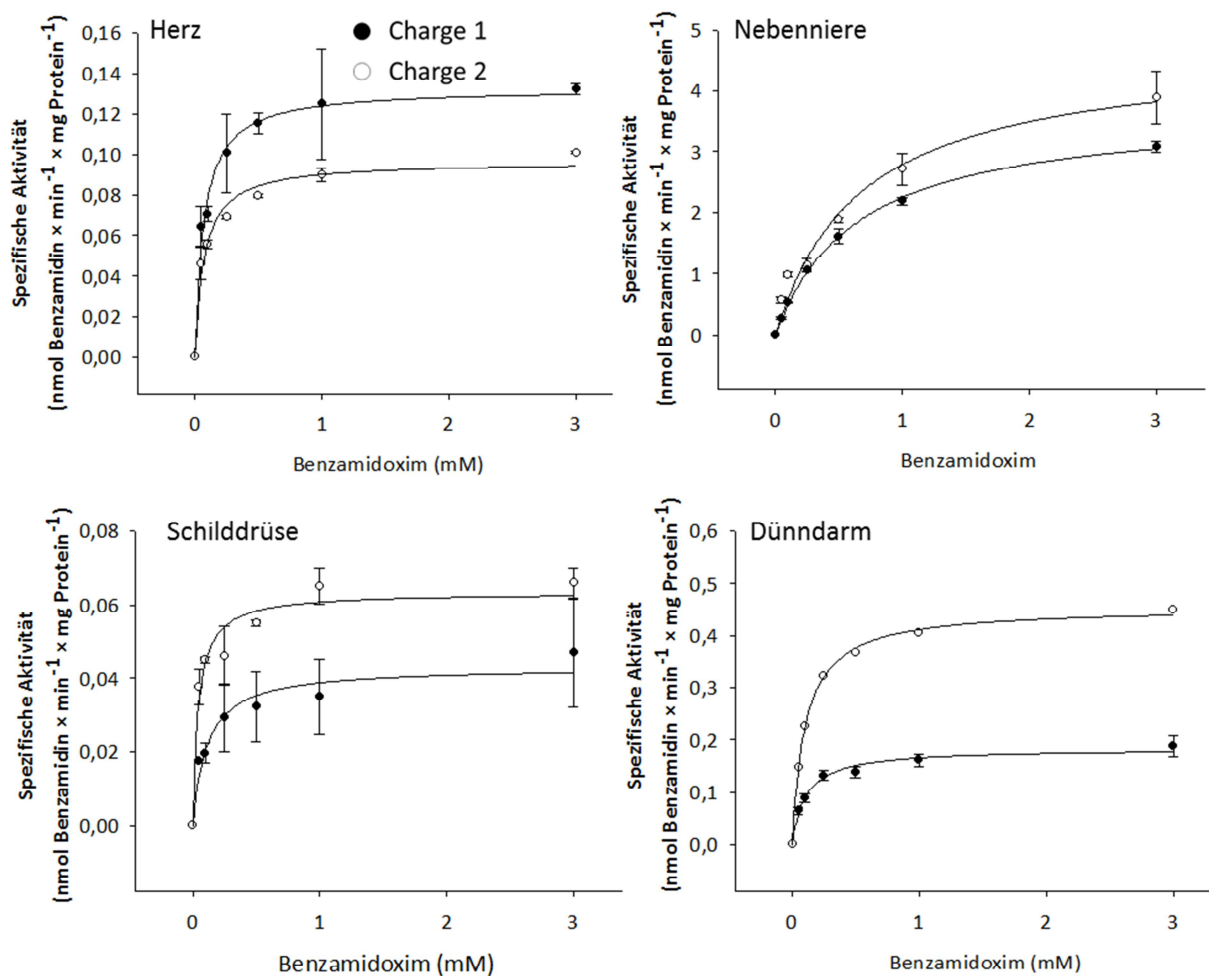 Herz
Charge 1
Charge 2
Spezifische Aktivität
(nmol Benzamidin × min⁻¹ × mg Protein⁻¹)
0,16
0,14
0,12
0,10
0,08
0,06
0,04
0,02
0,00
0 1 2 3
Benzamidoxim (mM)
Nebenniere
Spezifische Aktivität
(nmol Benzamidin × min⁻¹ × mg Protein⁻¹)
5
4
3
2
1
0
0 1 2 3
Benzamidoxim
Schilddrüse
Spezifische Aktivität
(nmol Benzamidin × min⁻¹ × mg Protein⁻¹)
0,08
0,06
0,04
0,02
0,00
0 1 2 3
Benzamidoxim (mM)
Dünndarm
Spezifische Aktivität
(nmol Benzamidin × min⁻¹ × mg Protein⁻¹)
0,6
0,5
0,4
0,3
0,2
0,1
0,0
0 1 2 3
Benzamidoxim (mM)